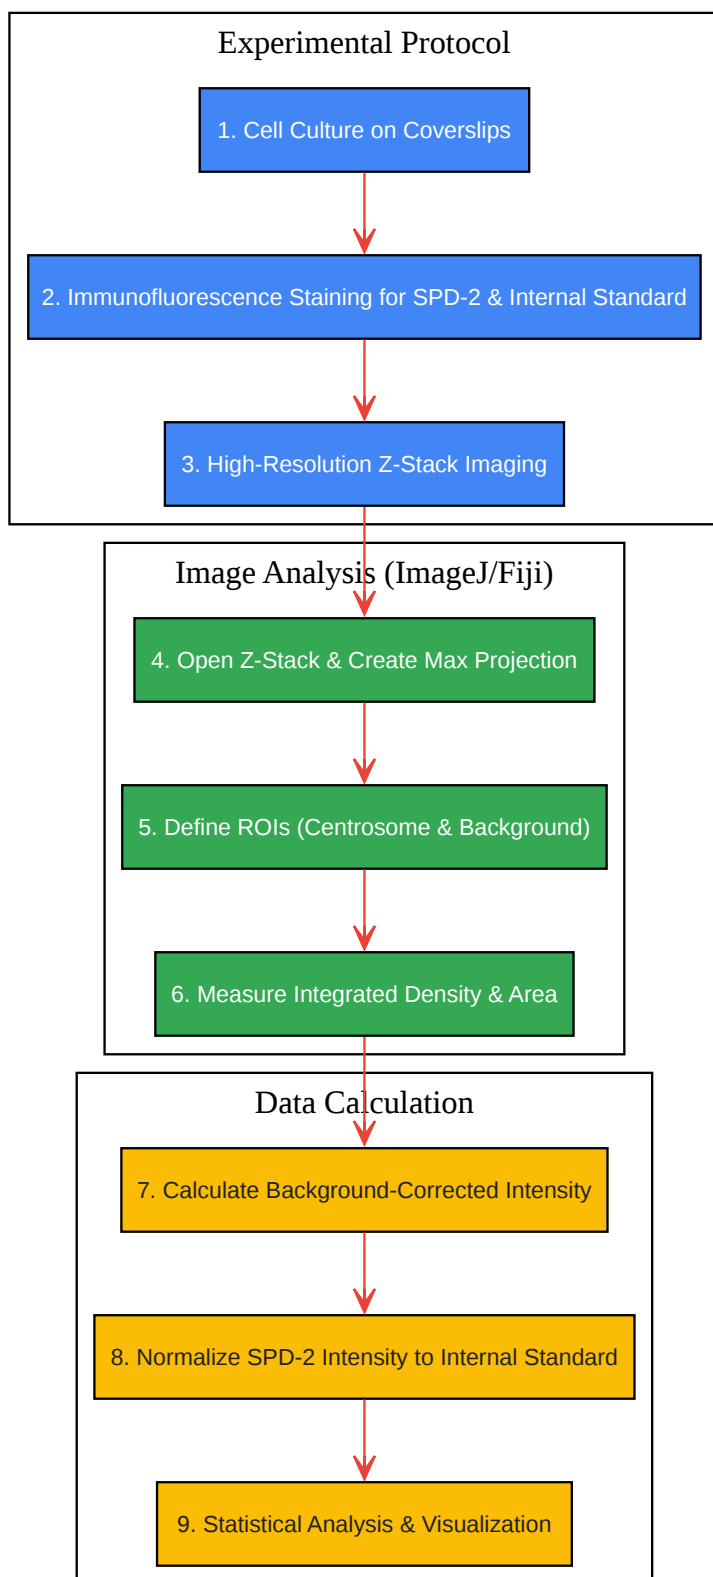 Experimental Protocol
1. Cell Culture on Coverslips
2. Immunofluorescence Staining for SPD-2 & Internal Standard
3. High-Resolution Z-Stack Imaging
Image Analysis (ImageJ/Fiji)
4. Open Z-Stack & Create Max Projection
5. Define ROIs (Centrosome & Background)
6. Measure Integrated Density & Area
Data Calculation
7. Calculate Background-Corrected Intensity
8. Normalize SPD-2 Intensity to Internal Standard
9. Statistical Analysis & Visualization